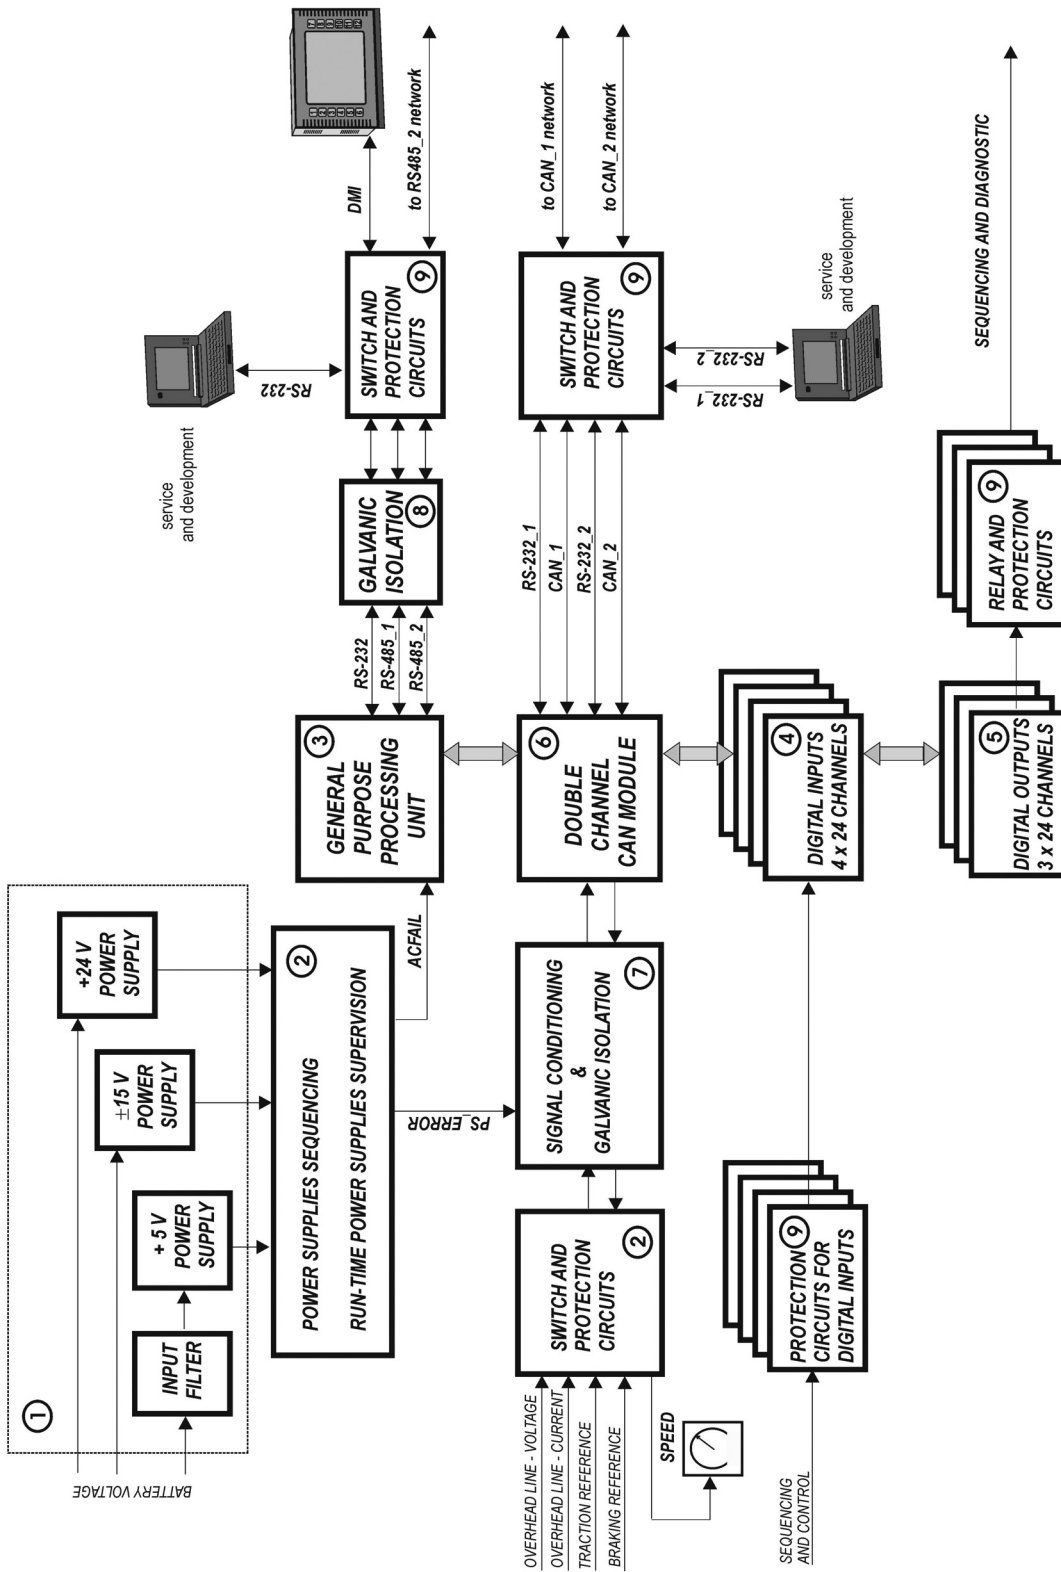 BATTERY VOLTAGE
1
INPUT
FILTER
+ 5 V
POWER
SUPPLY
±15 V
POWER
SUPPLY
+24 V
POWER
SUPPLY
POWER SUPPLIES SEQUENCING
RUN-TIME POWER SUPPLIES SUPERVISION
2
PS_ERROR
ACFAIL
GENERAL
PURPOSE
PROCESSING
UNIT
3
RS-232
RS-485_1
RS-485_2
GALVANIC
ISOLATION
8
SWITCH AND
PROTECTION
CIRCUITS
9
RS-232
service
and development
DMI
to RS485_2 network
OVERHEAD LINE - VOLTAGE
OVERHEAD LINE - CURRENT
TRACTION REFERENCE
BRAKING REFERENCE
SWITCH AND
PROTECTION
CIRCUITS
2
SPEED
SIGNAL CONDITIONING
&
GALVANIC ISOLATION
7
DOUBLE
CHANNEL
CAN MODULE
6
RS-232_1
CAN_1
RS-232_2
CAN_2
SWITCH AND
PROTECTION
CIRCUITS
9
to CAN_1 network
to CAN_2 network
RS-232_1
RS-232_2
service
and development
SEQUENCING
AND CONTROL
PROTECTION
CIRCUITS FOR
DIGITAL INPUTS
9
DIGITAL INPUTS
4 x 24 CHANNELS
4
DIGITAL OUTPUTS
3 x 24 CHANNELS
5
RELAY AND
PROTECTION
CIRCUITS
9
SEQUENCING AND DIAGNOSTIC